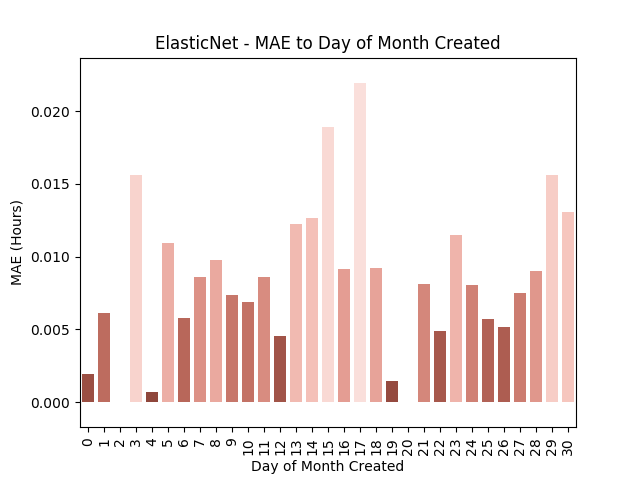 ElasticNet - MAE to Day of Month Created
MAE (Hours)
0.020
0.015
0.010
0.005
0.000
0 1 2 3 4 5 6 7 8 9 10 11 12 13 14 15 16 17 18 19 20 21 22 23 24 25 26 27 28 29 30
Day of Month Created